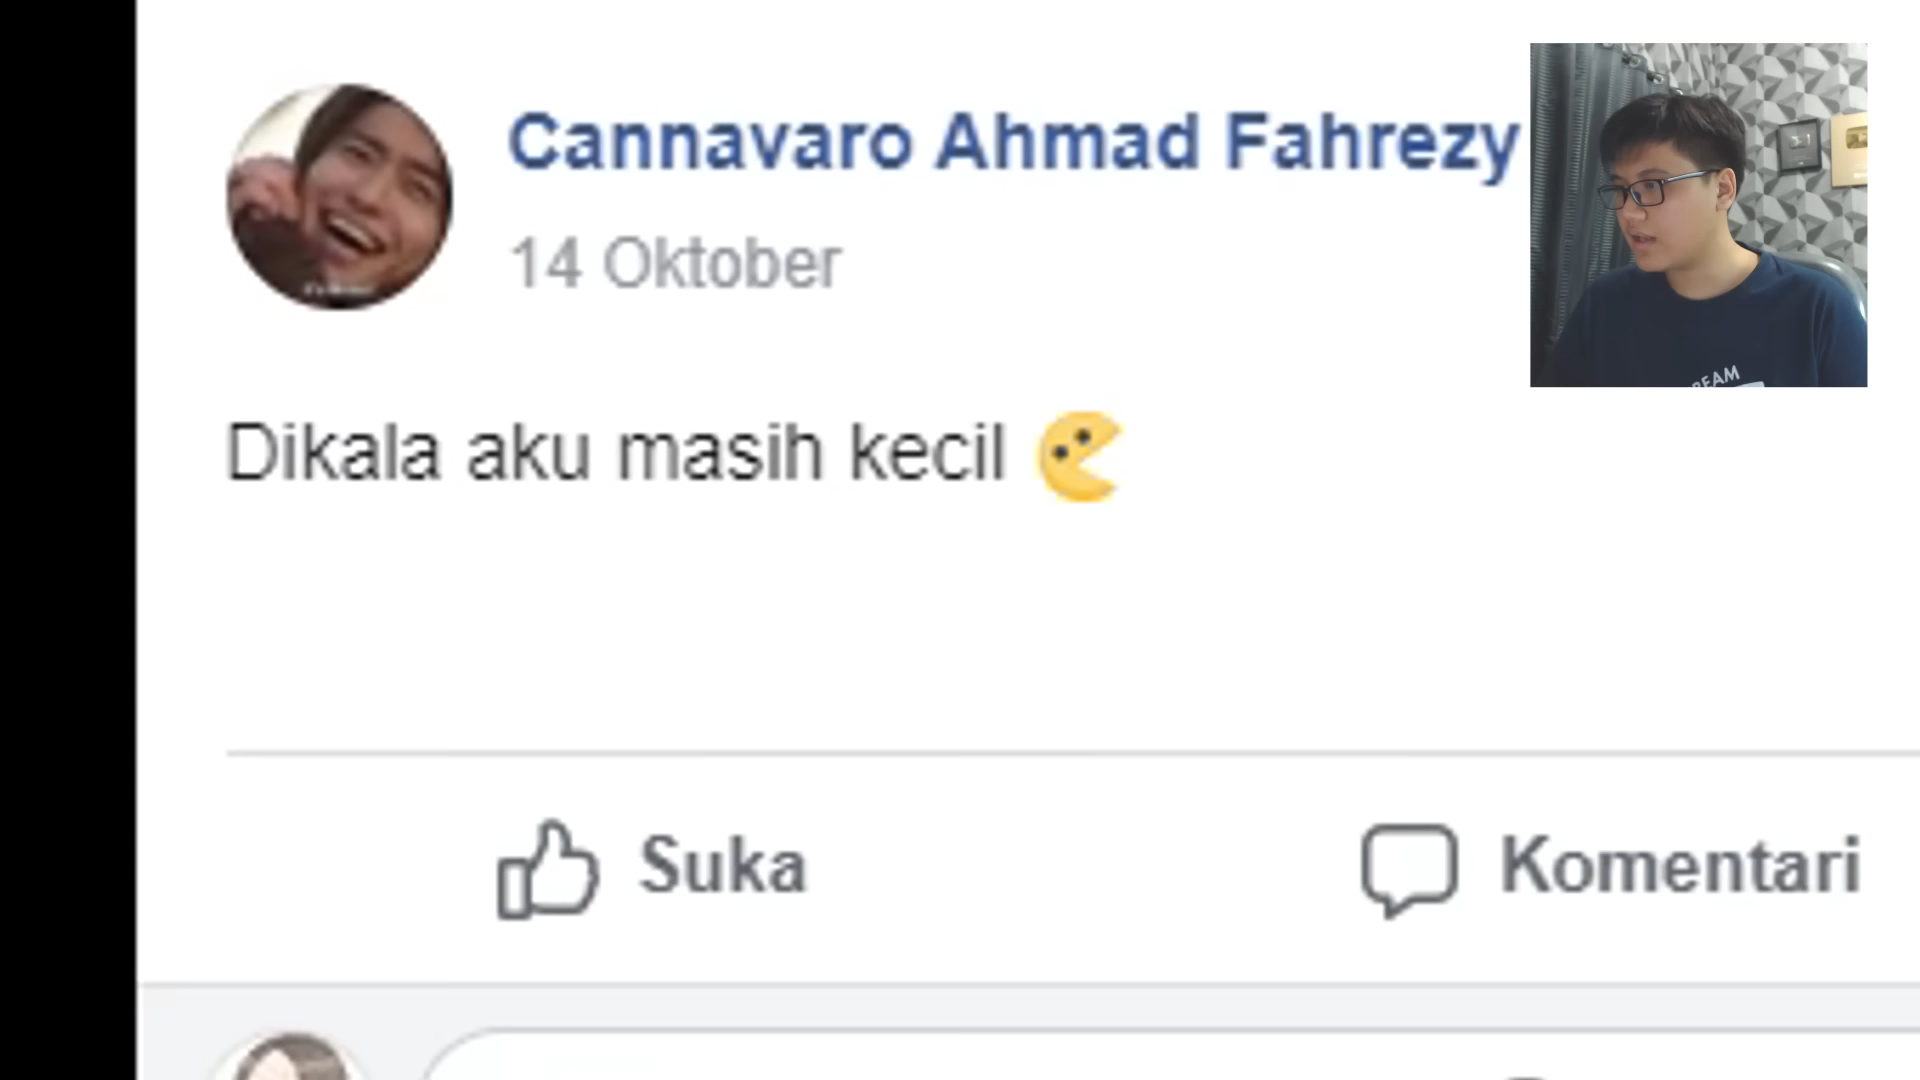 Cannavaro Ahmad Fahrezy
14 Oktober
Dikala aku masih kecil
Suka
Komentari